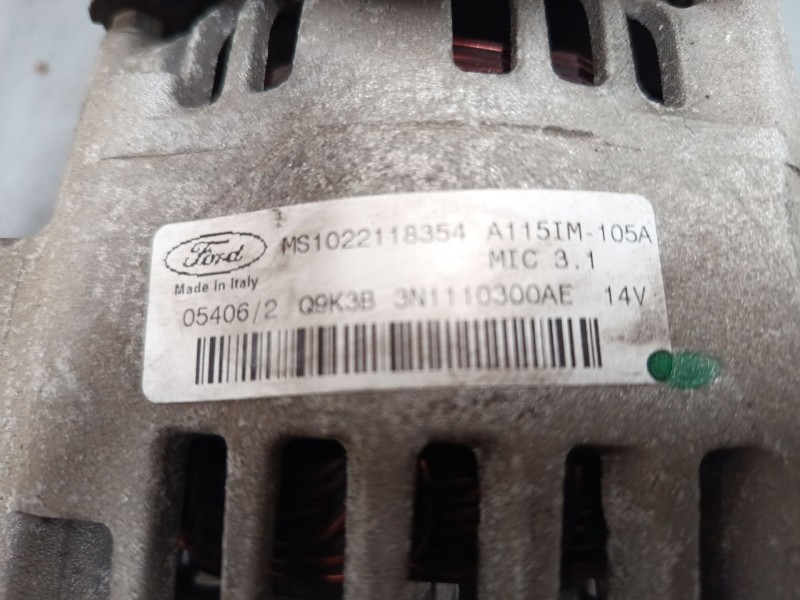 Ford MS1022118354 A115IM-105A
Made in Italy MIC 3.1
05406/2 Q9K3B 3N1110300AE 14V